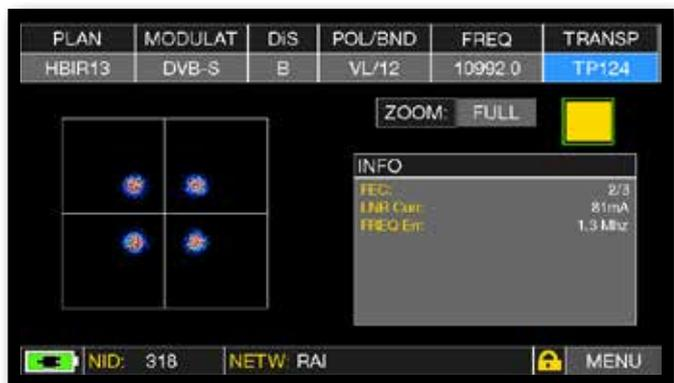 PLAN MODULAT DiS POL/BND FREQ TRANSP
HBIR13 DVB-S B VL/12 10992.0 TP124
ZOOM: FULL
INFO
FEC: 2/3
LNB Curr: 81mA
FREQ Err: 1.3 Mhz
NID: 318 NETW: RAI MENU